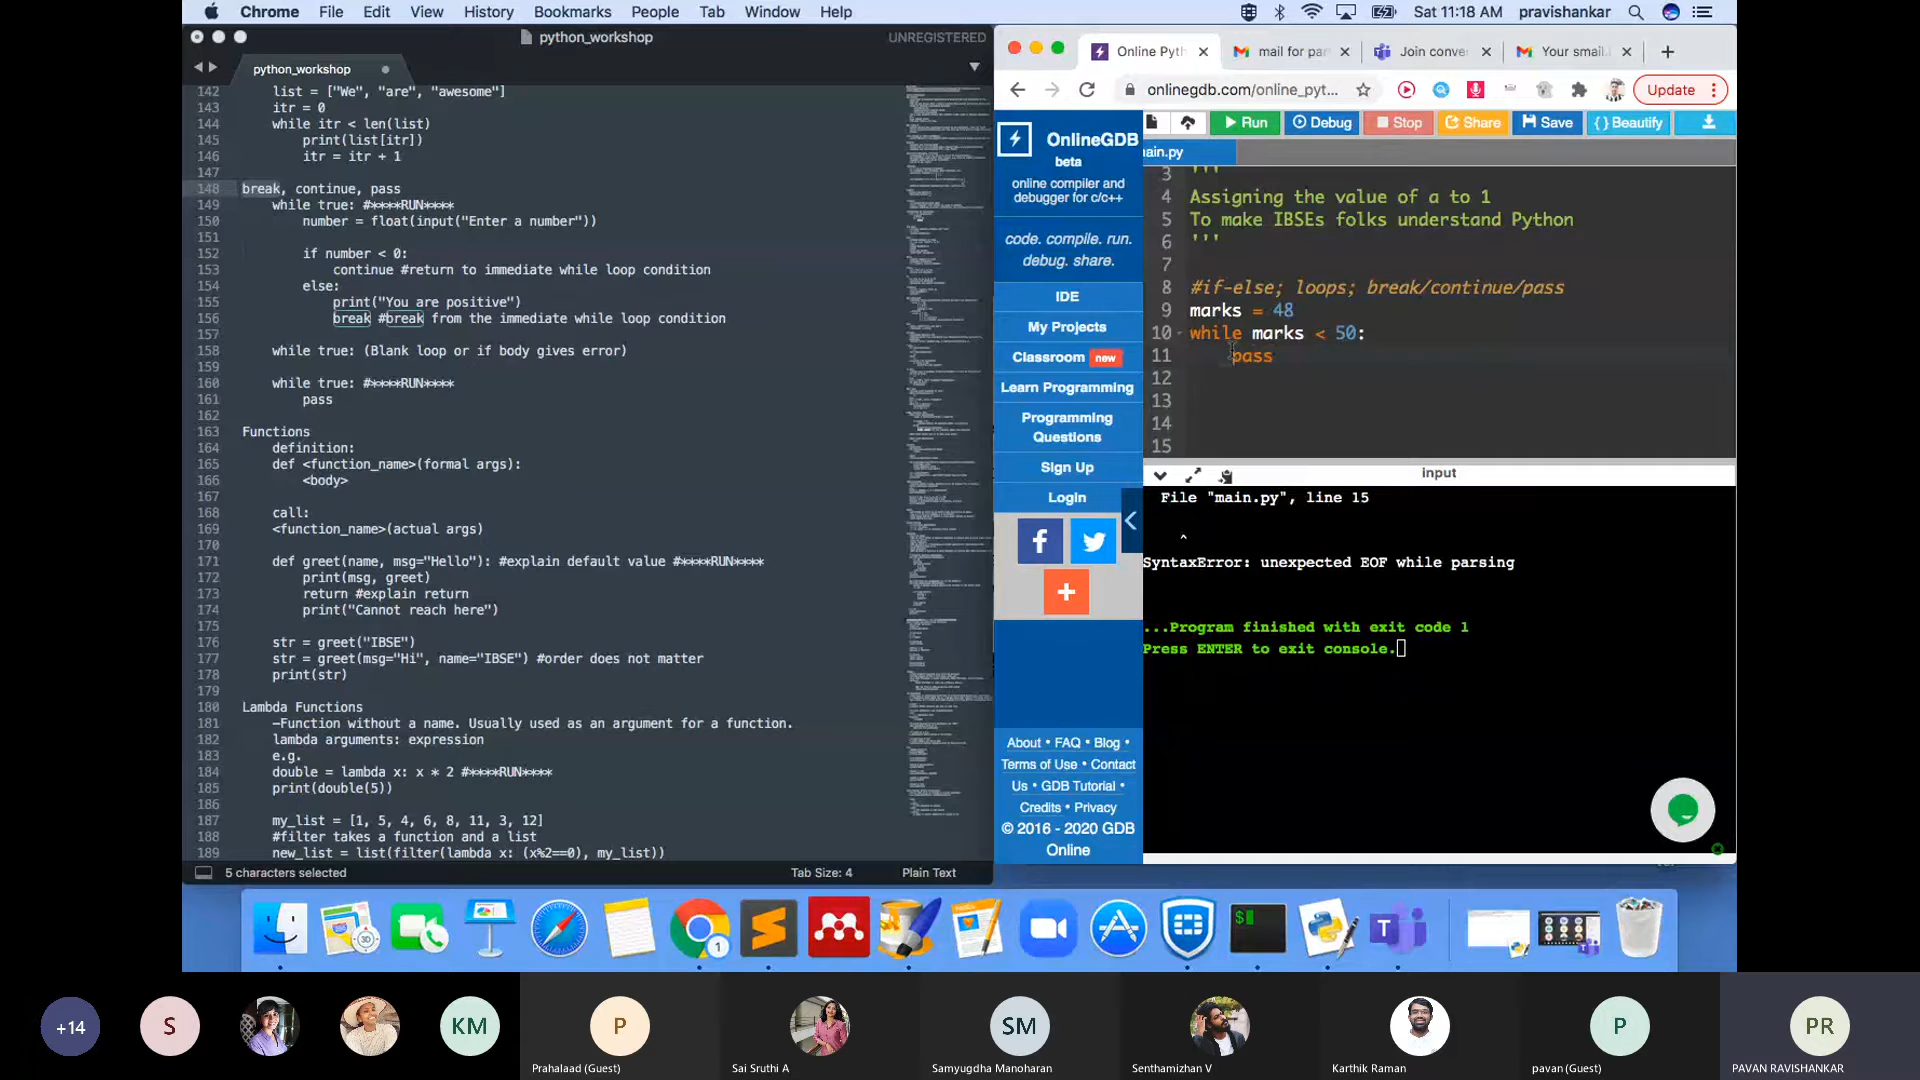 Chrome File Edit View History Bookmarks People Tab Window Help
Sat 11:18 AM pravishankar
python_workshop
UNREGISTERED
python_workshop
142 list = ["We", "are", "awesome"]
143 itr = 0
144 while itr < len(list)
145 print(list[itr])
146 itr = itr + 1
147
148 break, continue, pass
149 while true: #****RUN****
150 number = float(input("Enter a number"))
151
152 if number < 0:
153 continue #return to immediate while loop condition
154 else:
155 print("You are positive")
156 break #break from the immediate while loop condition
157
158 while true: (Blank loop or if body gives error)
159
160 while true: #****RUN****
161 pass
162
163 Functions
164 definition:
165 def <function_name>(formal args):
166 <body>
167
168 call:
169 <function_name>(actual args)
170
171 def greet(name, msg="Hello"): #explain default value #****RUN****
172 print(msg, greet)
173 return #explain return
174 print("Cannot reach here")
175
176 str = greet("IBSE")
177 str = greet(msg="Hi", name="IBSE") #order does not matter
178 print(str)
179
180 Lambda Functions
181 -Function without a name. Usually used as an argument for a function.
182 lambda arguments: expression
183 e.g.
184 double = lambda x: x * 2 #****RUN****
185 print(double(5))
186
187 my_list = [1, 5, 4, 6, 8, 11, 3, 12]
188 #filter takes a function and a list
189 new_list = list(filter(lambda x: (x%2==0), my_list))
5 characters selected
Tab Size: 4
Plain Text
Online Pyth
mail for par
Join conver
Your smail.
onlinegdb.com/online_pyt...
Update
OnlineGDB
beta
online compiler and
debugger for c/c++
code. compile. run.
debug. share.
IDE
My Projects
Classroom new
Learn Programming
Programming
Questions
Sign Up
Login
About • FAQ • Blog •
Terms of Use • Contact
Us • GDB Tutorial •
Credits • Privacy
© 2016 - 2020 GDB
Online
Run Debug Stop Share Save { } Beautify
ain.py
3 '''
4 Assigning the value of a to 1
5 To make IBSEs folks understand Python
6 '''
7
8 #if-else; loops; break/continue/pass
9 marks = 48
10 while marks < 50:
11 pass
12
13
14
15
input
File "main.py", line 15
^
SyntaxError: unexpected EOF while parsing
...Program finished with exit code 1
Press ENTER to exit console.
+14
S
KM
P
Prahalaad (Guest)
Sai Sruthi A
SM
Samyugdha Manoharan
Senthamizhan V
Karthik Raman
P
pavan (Guest)
PR
PAVAN RAVISHANKAR